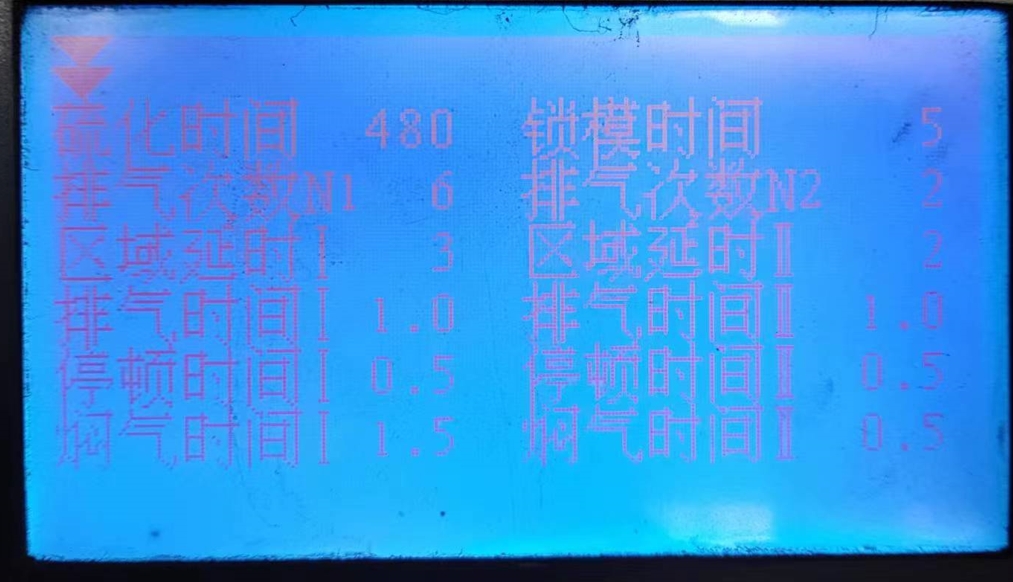 硫化时间 480 锁模时间 5
排气次数N1 6 排气次数N2 2
区域延时Ⅰ 3 区域延时Ⅱ 2
排气时间Ⅰ 1.0 排气时间Ⅱ 1.0
停顿时间Ⅰ 0.5 停顿时间Ⅱ 0.5
焖气时间Ⅰ 1.5 焖气时间Ⅱ 0.5